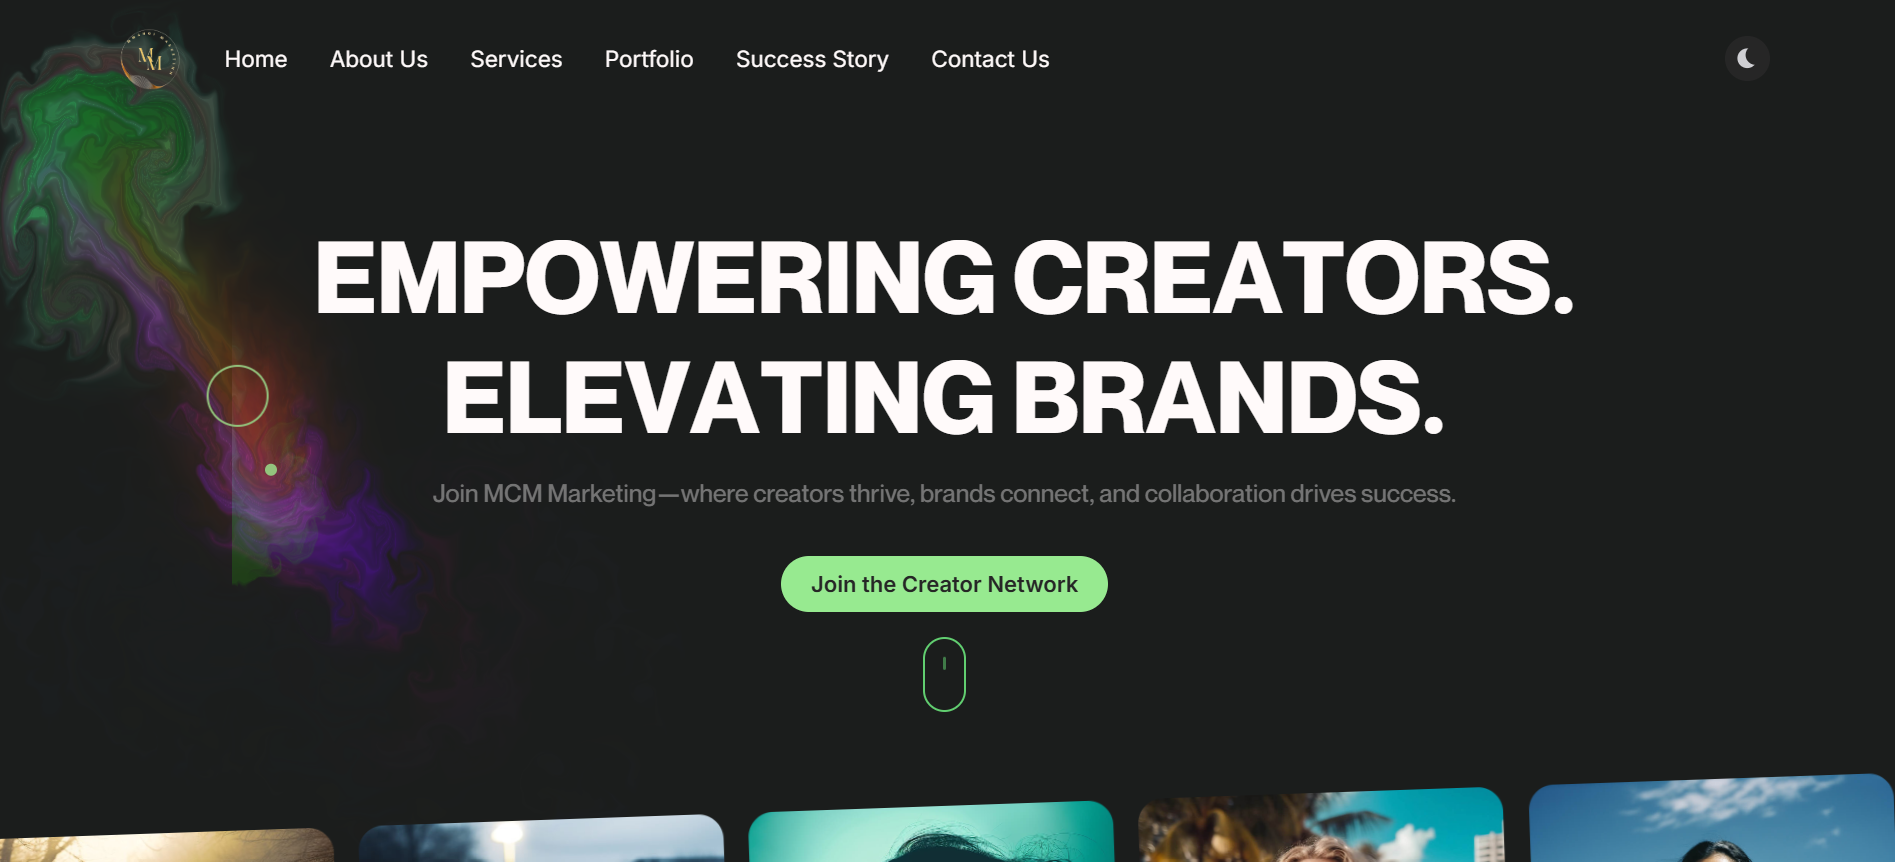 MM
Home
About Us
Services
Portfolio
Success Story
Contact Us
EMPOWERING CREATORS.
ELEVATING BRANDS.
Join MCM Marketing—where creators thrive, brands connect, and collaboration drives success.
Join the Creator Network